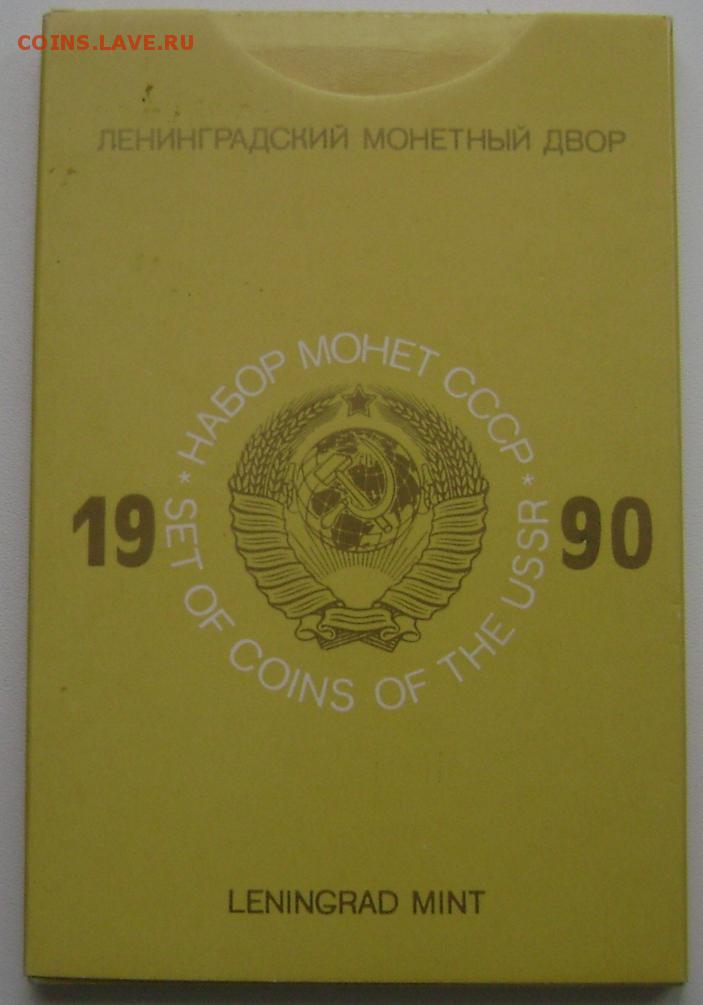 COINS.LAVE.RU
ЛЕНИНГРАДСКИЙ МОНЕТНЫЙ ДВОР
* НАБОР МОНЕТ СССР *
19 90
SET OF COINS OF THE USSR
LENINGRAD MINT